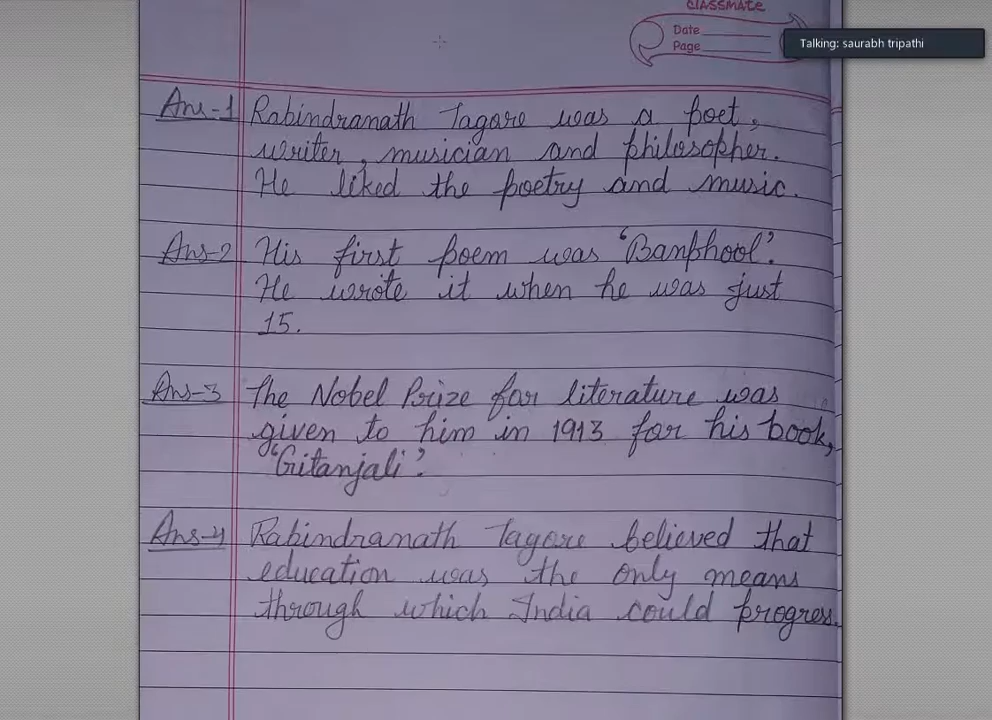 CLASSMATE
Date
Page
Talking: saurabh tripathi
Ans-1 Rabindranath Tagore was a poet,
writer, musician and philosopher.
He liked the poetry and music.
Ans-2 His first poem was 'Banphool'.
He wrote it when he was just
15.
Ans-3 The Nobel Prize for literature was
given to him in 1913 for his book,
'Gitanjali'.
Ans-4 Rabindranath Tagore believed that
education was the only means
through which India could progress.